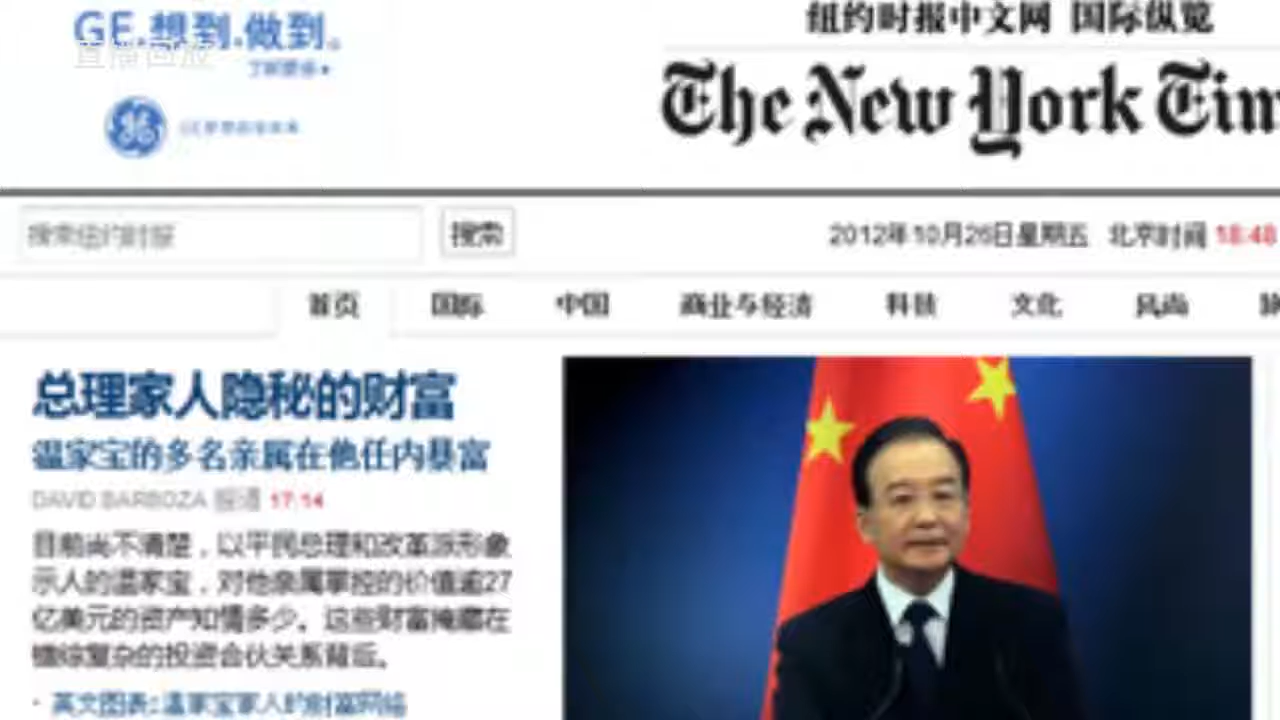 GE.想到.做到。
直播回放
了解更多
纽约时报中文网 国际纵览
The New York Tim
搜索纽约时报
搜索
2012年10月26日星期五 北京时间 18:48
首页 国际 中国 商业与经济 科技 文化 风尚
总理家人隐秘的财富
温家宝的多名亲属在他任内暴富
DAVID BARBOZA 报道 17:14
目前尚不清楚，以平民总理和改革派形象
示人的温家宝，对他亲属掌控的价值逾27
亿美元的资产知情多少。这些财富掩藏在
错综复杂的投资合伙关系背后。
· 英文图表:温家宝家人的财富网络